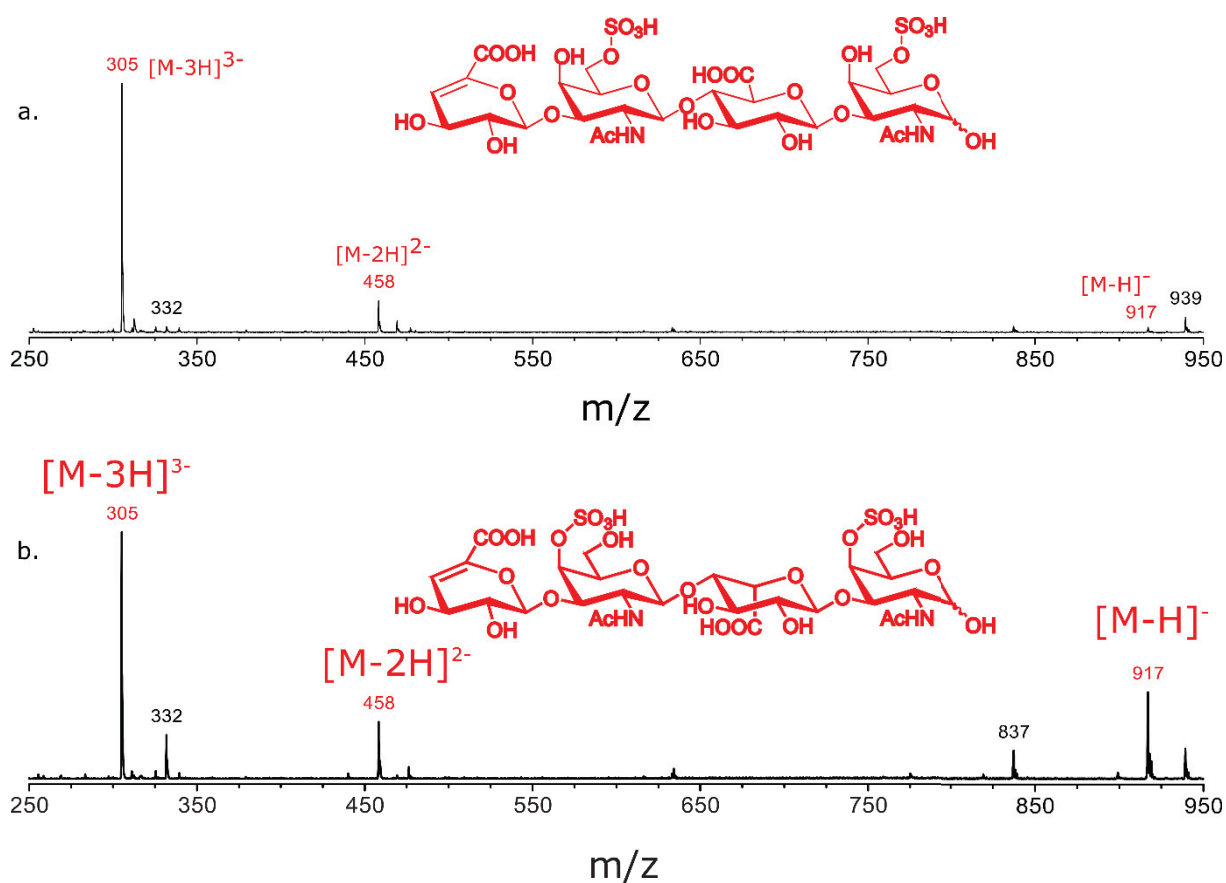 305 [M-3H]3-
a.
332
[M-2H]2-
458
[M-H]-
917
939
COOH
O
HO
OH
O
OH
SO3H
O
O
AcHN
O
HOOC
HO
O
OH
O
OH
SO3H
O
O
AcHN
OH
250 350 450 550 650 750 850 950
m/z
[M-3H]3-
305
b.
332
[M-2H]2-
458
837
[M-H]-
917
COOH
O
HO
OH
O
SO3H
O
OH
O
AcHN
O
HO
HOOC
O
OH
O
SO3H
O
OH
O
AcHN
OH
250 350 450 550 650 750 850 950
m/z